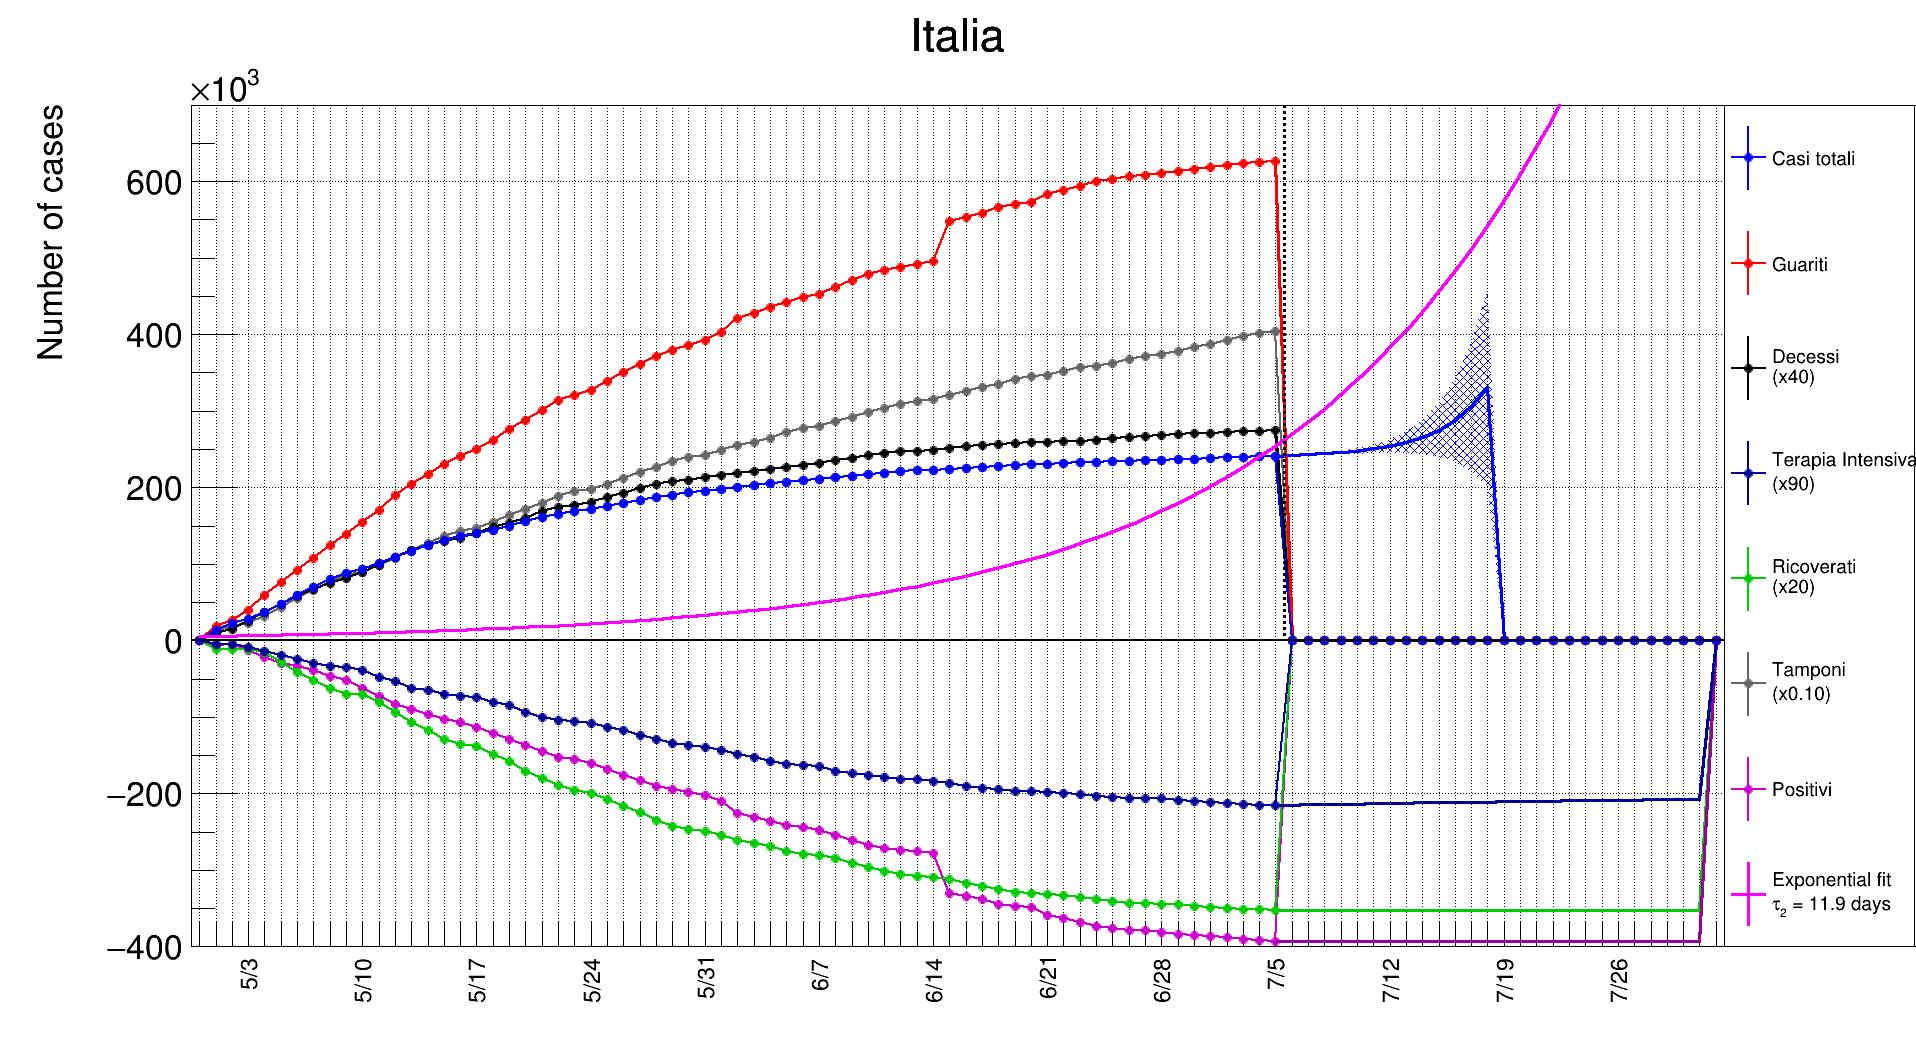 Italia
×10³
Number of cases
600
400
200
0
−200
−400
5/3
5/10
5/17
5/24
5/31
6/7
6/14
6/21
6/28
7/5
7/12
7/19
7/26
Casi totali
Guariti
Decessi
(x40)
Terapia Intensiva
(x90)
Ricoverati
(x20)
Tamponi
(x0.10)
Positivi
Exponential fit
τ₂ = 11.9 days